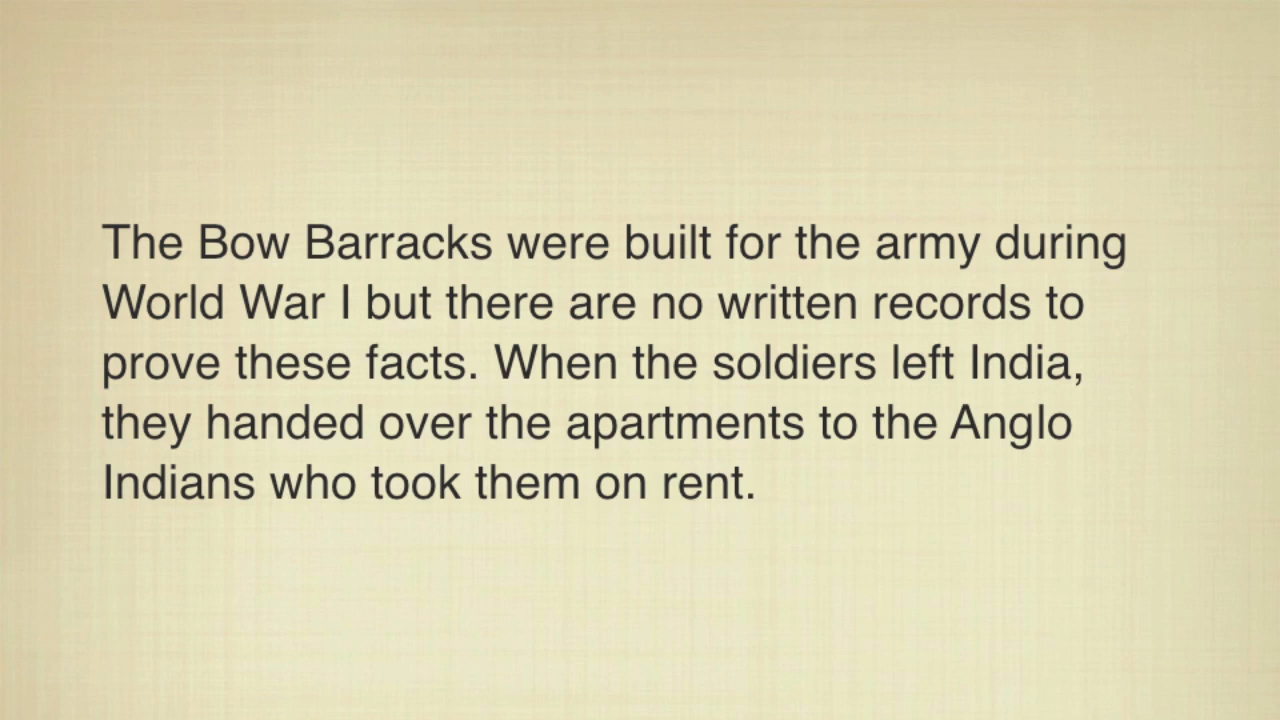 The Bow Barracks were built for the army during
World War I but there are no written records to
prove these facts. When the soldiers left India,
they handed over the apartments to the Anglo
Indians who took them on rent.